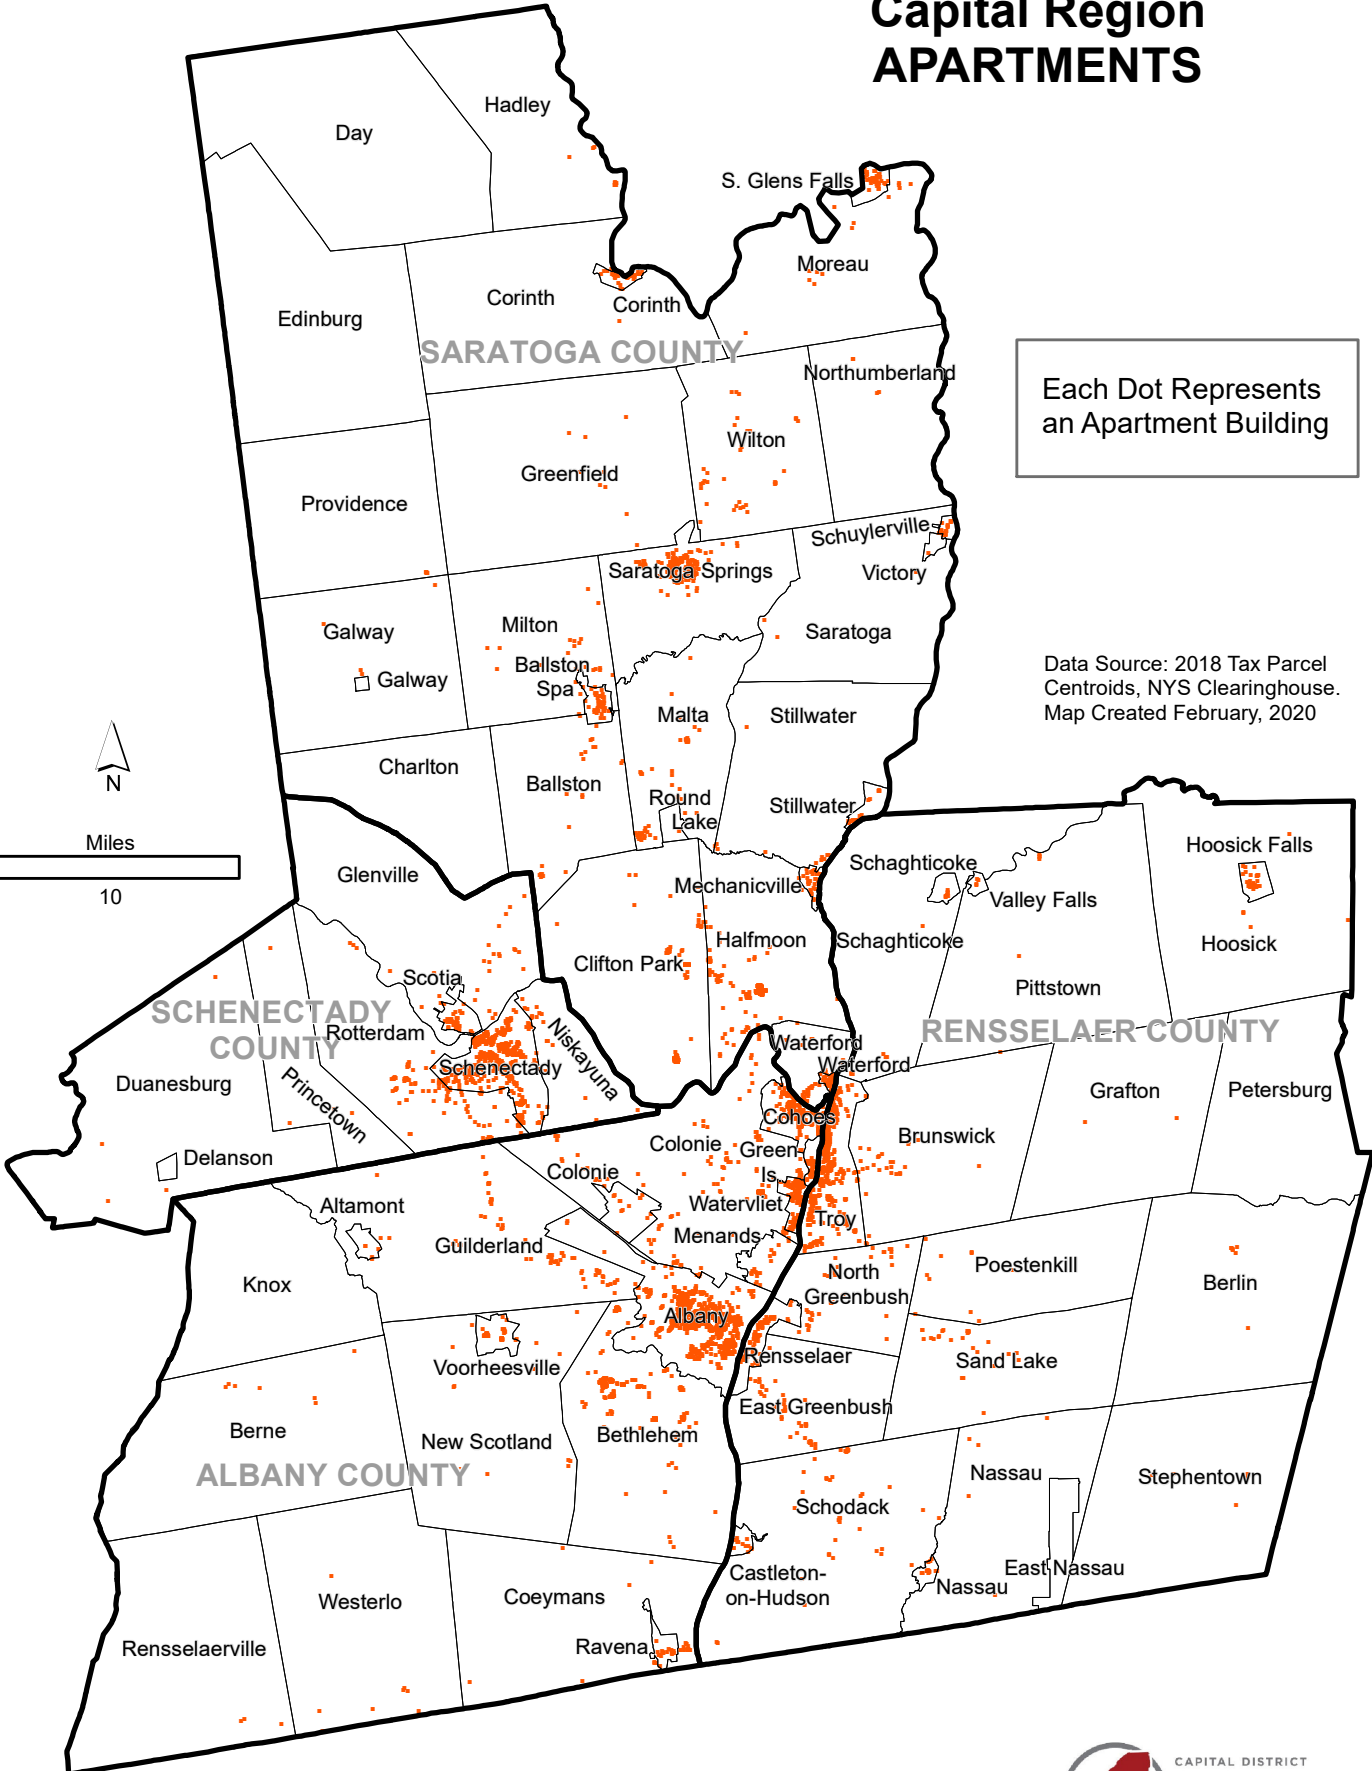 Capital Region
APARTMENTS
Hadley
Day
S. Glens Falls
Moreau
Corinth
Corinth
Edinburg
SARATOGA COUNTY
Northumberland
Each Dot Represents
an Apartment Building
Wilton
Greenfield
Providence
Schuylerville
Saratoga Springs
Victory
Galway
Milton
Saratoga
Ballston
Spa
Galway
Data Source: 2018 Tax Parcel
Centroids, NYS Clearinghouse.
Map Created February, 2020
Malta
Stillwater
N
Charlton
Ballston
Round
Lake
Stillwater
Miles
10
Glenville
Mechanicville
Schaghticoke
Hoosick Falls
Valley Falls
Halfmoon
Schaghticoke
Hoosick
Clifton Park
Scotia
Pittstown
SCHENECTADY
COUNTY
Rotterdam
Niskayuna
RENSSELAER COUNTY
Waterford
Waterford
Schenectady
Duanesburg
Princetown
Grafton
Petersburg
Cohoes
Brunswick
Colonie
Green
Is.
Delanson
Colonie
Altamont
Watervliet
Troy
Menands
Guilderland
North
Greenbush
Poestenkill
Knox
Berlin
Albany
Rensselaer
Sand Lake
Voorheesville
East Greenbush
Berne
New Scotland
Bethlehem
ALBANY COUNTY
Nassau
Stephentown
Schodack
Castleton-
on-Hudson
East Nassau
Nassau
Westerlo
Coeymans
Rensselaerville
Ravena
CAPITAL DISTRICT